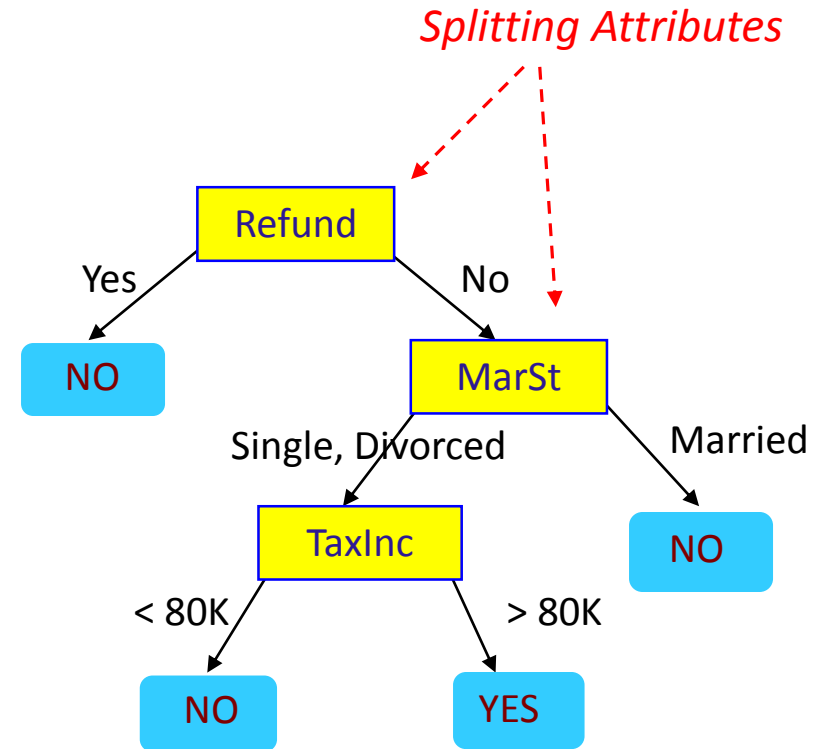 Splitting Attributes
Refund
Yes
No
NO
MarSt
Single, Divorced
Married
TaxInc
NO
< 80K
> 80K
NO
YES